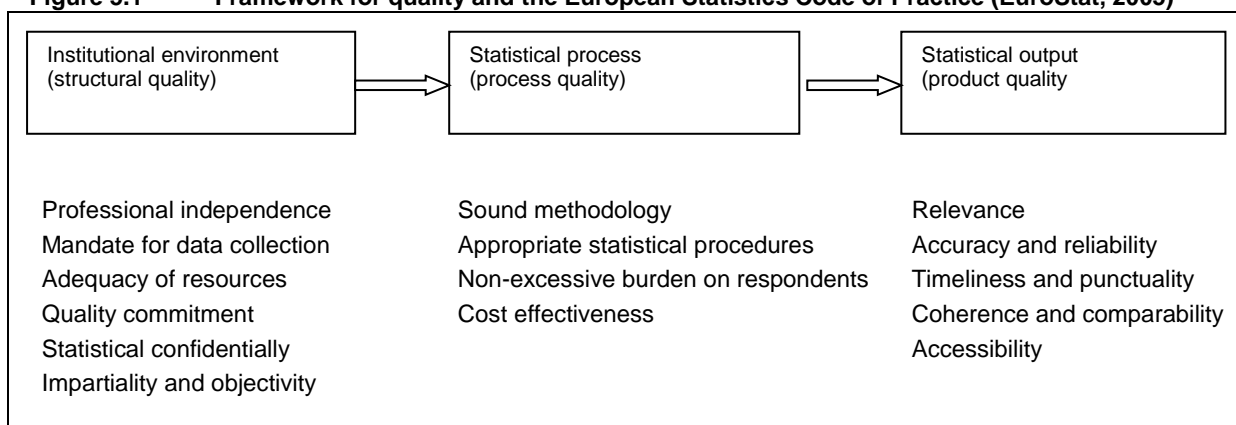 Framework for quality and the European Statistics Code of Practice (EuroStat, 2005)
Institutional environment
(structural quality)
Statistical process
(process quality)
Statistical output
(product quality
Professional independence
Mandate for data collection
Adequacy of resources
Quality commitment
Statistical confidentially
Impartiality and objectivity
Sound methodology
Appropriate statistical procedures
Non-excessive burden on respondents
Cost effectiveness
Relevance
Accuracy and reliability
Timeliness and punctuality
Coherence and comparability
Accessibility